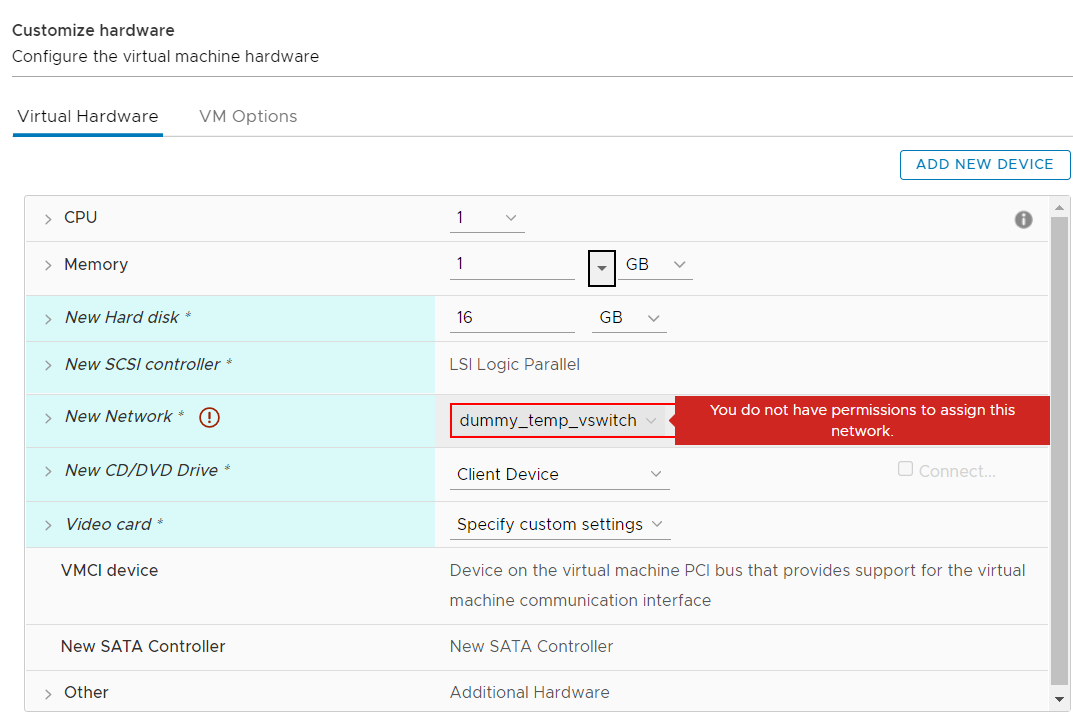 Customize hardware
Configure the virtual machine hardware
Virtual Hardware
VM Options
ADD NEW DEVICE
CPU
1
Memory
1
GB
New Hard disk *
16
GB
New SCSI controller *
LSI Logic Parallel
New Network *
dummy_temp_vswitch
You do not have permissions to assign this
network.
New CD/DVD Drive *
Client Device
Connect...
Video card *
Specify custom settings
VMCI device
Device on the virtual machine PCI bus that provides support for the virtual
machine communication interface
New SATA Controller
New SATA Controller
Other
Additional Hardware